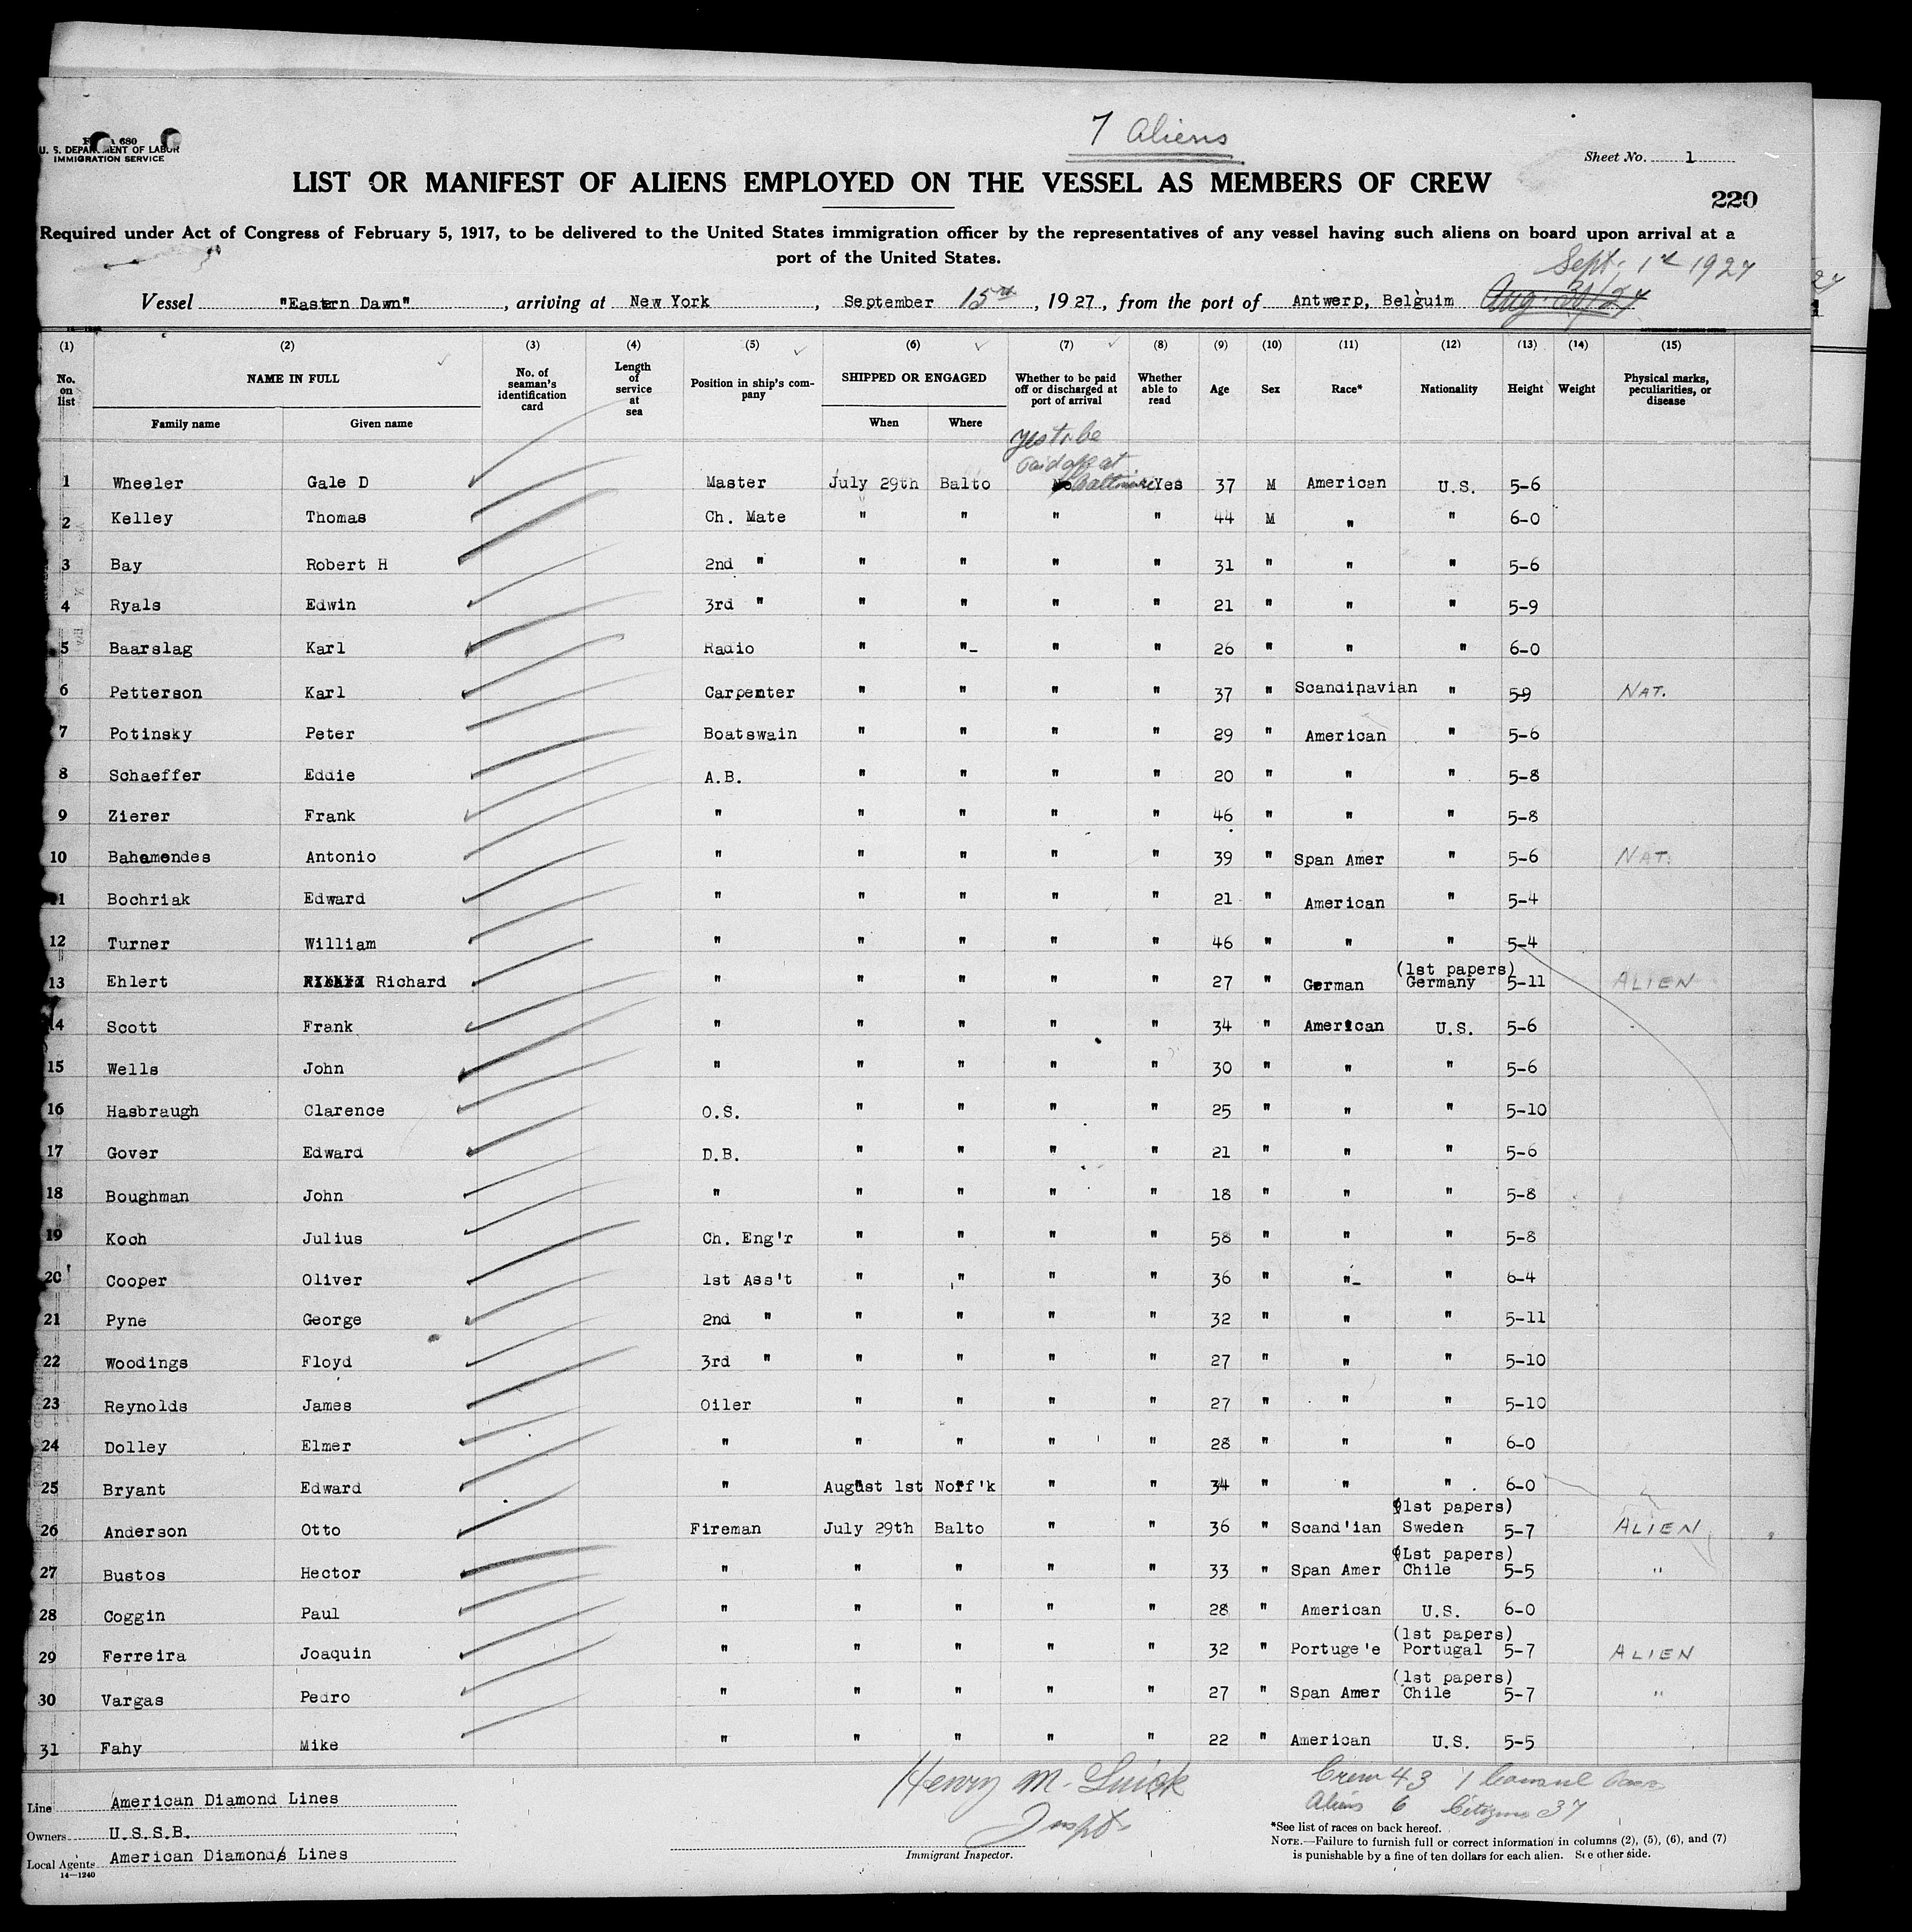 7 Aliens
680
U. S. DEPARTMENT OF LABOR
IMMIGRATION SERVICE
Sheet No. 1
LIST OR MANIFEST OF ALIENS EMPLOYED ON THE VESSEL AS MEMBERS OF CREW
220
Required under Act of Congress of February 5, 1917, to be delivered to the United States immigration officer by the representatives of any vessel having such aliens on board upon arrival at a
port of the United States.
Sept. 1st 1927
Vessel "Eastern Dawn", arriving at New York, September 15th, 1927, from the port of Antwerp, Belguim Aug. 31/27
(1) (2) (3) (4) (5) (6) (7) (8) (9) (10) (11) (12) (13) (14) (15)
No. on list NAME IN FULL No. of seaman's identification card Length of service at sea Position in ship's company SHIPPED OR ENGAGED Whether to be paid off or discharged at port of arrival Whether able to read Age Sex Race* Nationality Height Weight Physical marks, peculiarities, or disease
Family name Given name When Where
Yes to be
paid off at
Baltimore
1 Wheeler Gale D Master July 29th Balto No Yes 37 M American U.S. 5-6
2 Kelley Thomas Ch. Mate " " " " 44 M " " 6-0
3 Bay Robert H 2nd " " " " " 31 " " " 5-6
4 Ryals Edwin 3rd " " " " " 21 " " " 5-9
5 Baarslag Karl Radio " "- " " 26 " " " 6-0
6 Petterson Karl Carpenter " " " " 37 " Scandinavian " 5-9 NAT.
7 Potinsky Peter Boatswain " " " " 29 " American " 5-6
8 Schaeffer Eddie A.B. " " " " 20 " " " 5-8
9 Zierer Frank " " " " " 46 " " " 5-8
10 Bahamendes Antonio " " " " " 39 " Span Amer " 5-6 NAT.
11 Bochriak Edward " " " " " 21 " American " 5-4
12 Turner William " " " " " 46 " " " 5-4
13 Ehlert Richard " " " " " 27 " German (1st papers) Germany 5-11 ALIEN
14 Scott Frank " " " " " 34 " American U.S. 5-6
15 Wells John " " " " " 30 " " " 5-6
16 Hasbraugh Clarence O.S. " " " " 25 " " " 5-10
17 Gover Edward D.B. " " " " 21 " " " 5-6
18 Boughman John " " " " " 18 " " " 5-8
19 Koch Julius Ch. Eng'r " " " " 58 " " " 5-8
20 Cooper Oliver 1st Ass't " " " " 36 " "- " 6-4
21 Pyne George 2nd " " " " " 32 " " " 5-11
22 Woodings Floyd 3rd " " " " " 27 " " " 5-10
23 Reynolds James Oiler " " " " 27 " " " 5-10
24 Dolley Elmer " " " " " 28 " " " 6-0
25 Bryant Edward " August 1st Norf'k " " 34 " " " 6-0
26 Anderson Otto Fireman July 29th Balto " " 36 " Scand'ian (1st papers) Sweden 5-7 ALIEN
27 Bustos Hector " " " " " 33 " Span Amer (Lst papers) Chile 5-5 "
28 Coggin Paul " " " " " 28 " American U.S. 6-0
29 Ferreira Joaquin " " " " " 32 " Portuge'e (1st papers) Portugal 5-7 ALIEN
30 Vargas Pedro " " " " " 27 " Span Amer (1st papers) Chile 5-7 "
31 Fahy Mike " " " " " 22 " American U.S. 5-5
Line American Diamond Lines
Owners U.S.S.B.
Local Agents American Diamonds Lines
14-1240
Henry M.
Inspt.
Immigrant Inspector.
Crew 43 1 Consul
Aliens 6 Citizens 37
*See list of races on back hereof.
NOTE.—Failure to furnish full or correct information in columns (2), (5), (6), and (7)
is punishable by a fine of ten dollars for each alien. See other side.